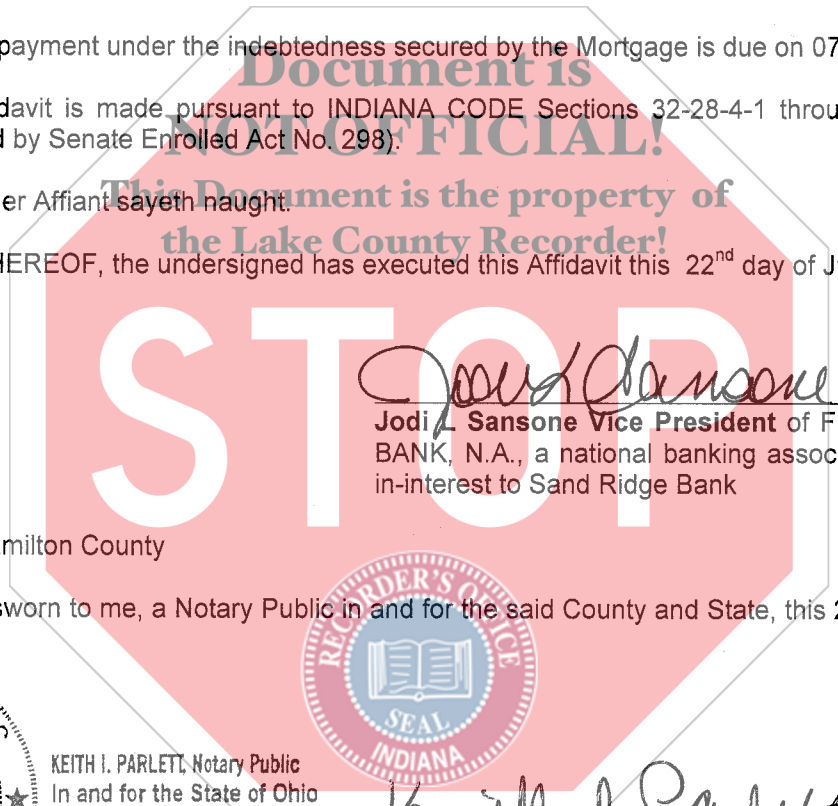 payment under the indebtedness secured by the Mortgage is due on 07
Document is
davit is made pursuant to INDIANA CODE Sections 32-28-4-1 throu
d by Senate Enrolled Act No. 298).
NOT OFFICIAL!
er Affiant sayeth naught.
This Document is the property of
the Lake County Recorder!
HEREOF, the undersigned has executed this Affidavit this 22nd day of J
STOP
Jodi L Sansone
Jodi L Sansone Vice President of F
BANK, N.A., a national banking assoc
in-interest to Sand Ridge Bank
milton County
sworn to me, a Notary Public in and for the said County and State, this 2
RECORDER'S OFFICE
SEAL
INDIANA
KEITH I. PARLETT, Notary Public
In and for the State of Ohio